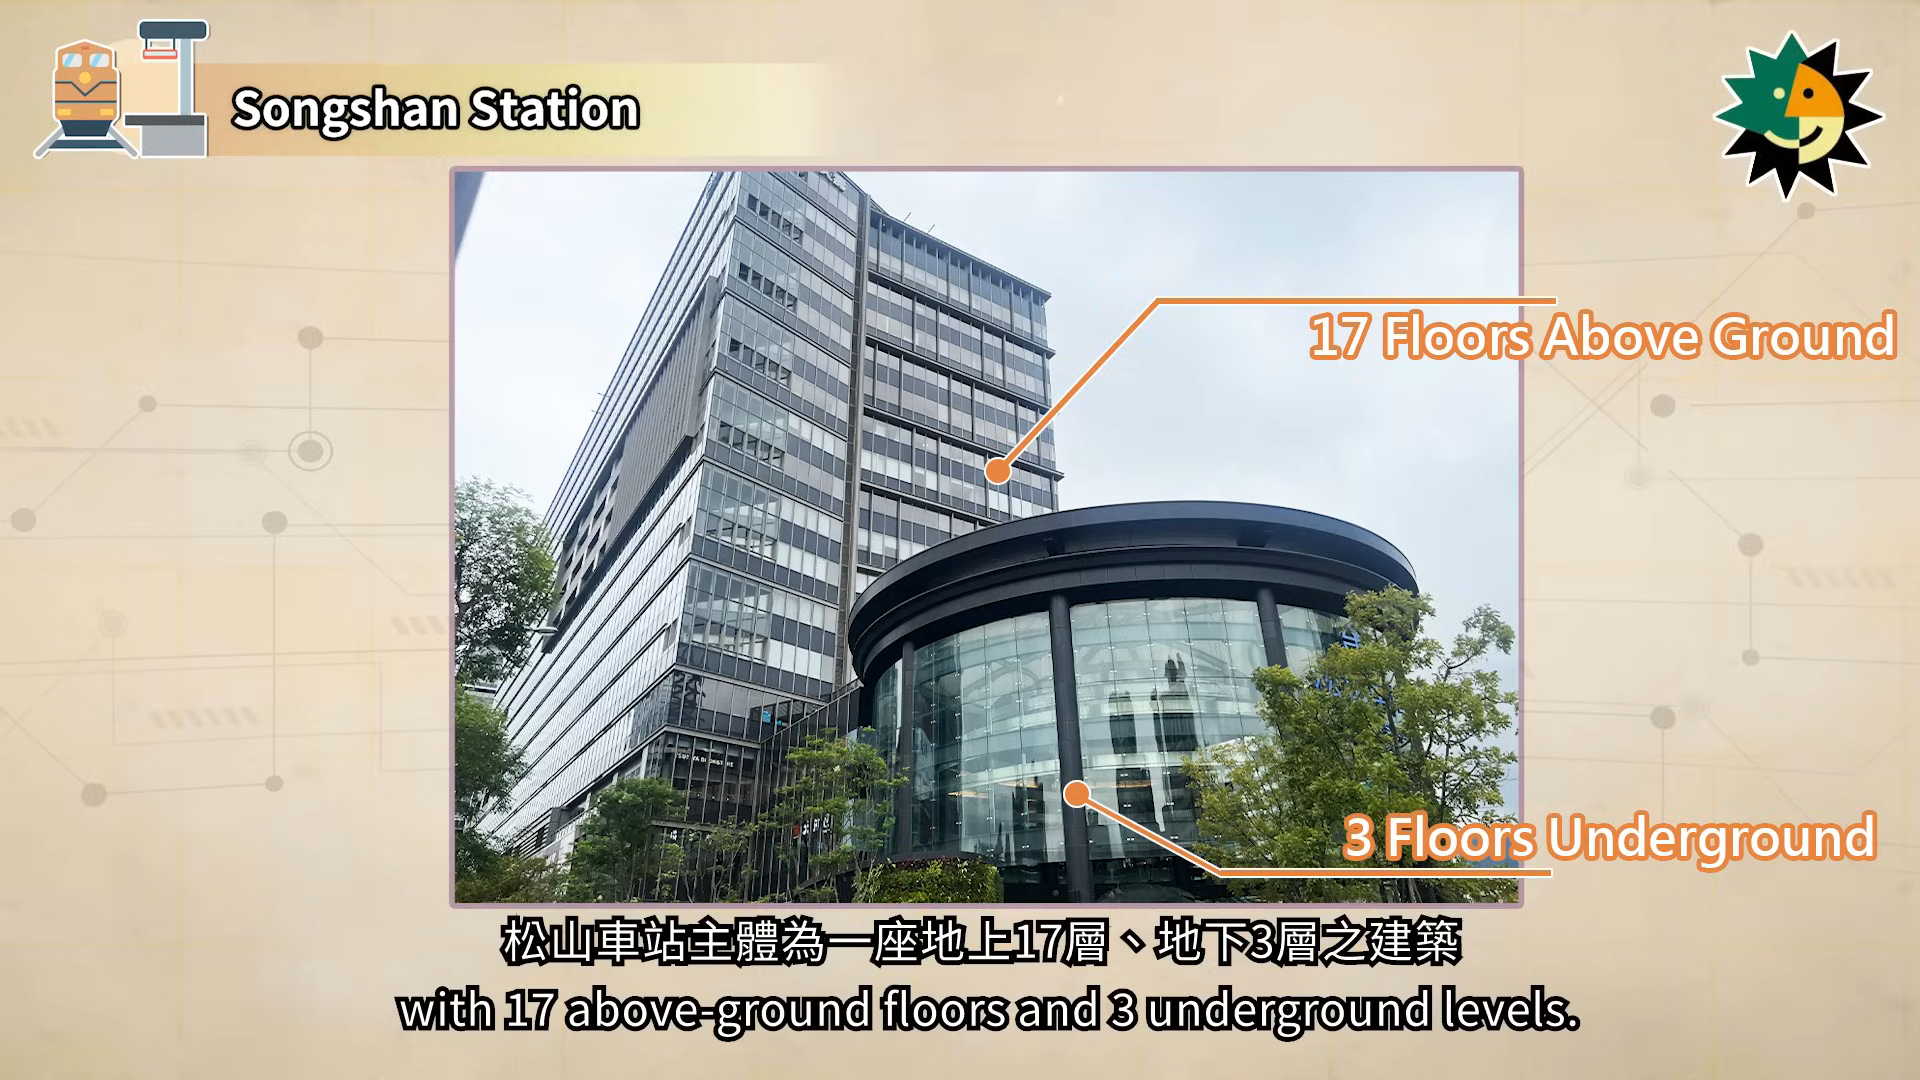 Songshan Station
17 Floors Above Ground
3 Floors Underground
松山車站主體為一座地上17層、地下3層之建築
with 17 above-ground floors and 3 underground levels.